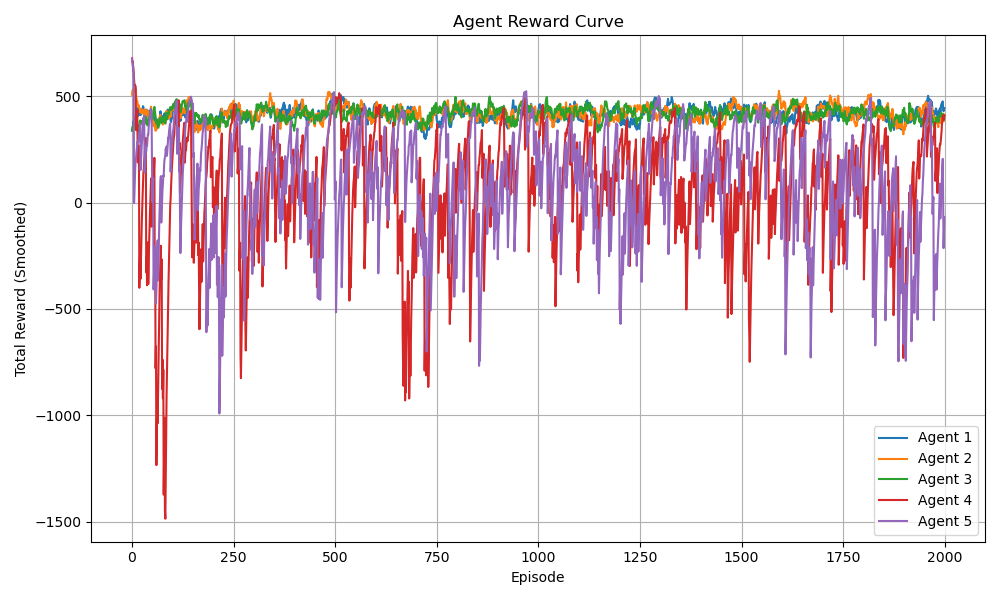 Agent Reward Curve
Total Reward (Smoothed)
500
0
−500
−1000
−1500
0 250 500 750 1000 1250 1500 1750 2000
Episode
Agent 1
Agent 2
Agent 3
Agent 4
Agent 5